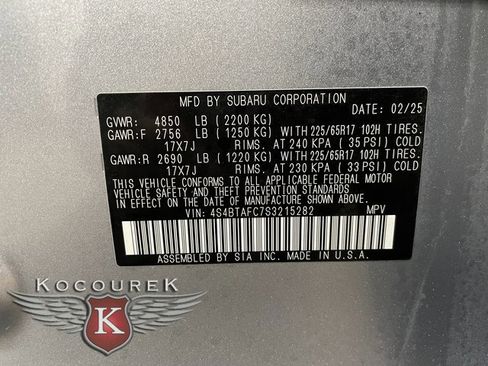 MFD BY SUBARU CORPORATION
DATE: 02/25
GVWR: 4850 LB (2200 KG)
GAWR:F 2756 LB (1250 KG) WITH 225/65R17 102H TIRES.
17X7J RIMS. AT 240 KPA (35 PSI) COLD
GAWR:R 2690 LB (1220 KG) WITH 225/65R17 102H TIRES.
17X7J RIMS. AT 230 KPA (33 PSI) COLD
THIS VEHICLE CONFORMS TO ALL APPLICABLE FEDERAL MOTOR
VEHICLE SAFETY, BUMPER, AND THEFT PREVENTION STANDARDS
IN EFFECT ON THE DATE OF MANUFACTURE SHOWN ABOVE.
VIN: 4S4BTAFC7S3215282 MPV
ASSEMBLED BY SIA INC. MADE IN U.S.A.
KOCOUREK
K